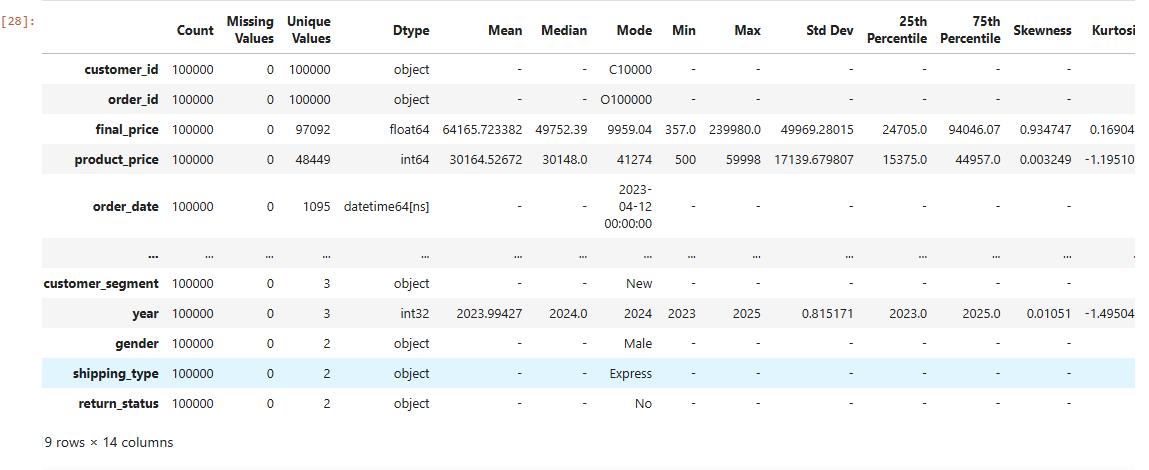 [28]:
Count Missing Values Unique Values Dtype Mean Median Mode Min Max Std Dev 25th Percentile 75th Percentile Skewness Kurtosi
customer_id 100000 0 100000 object - - C10000 - - - - - -
order_id 100000 0 100000 object - - O100000 - - - - - -
final_price 100000 0 97092 float64 64165.723382 49752.39 9959.04 357.0 239980.0 49969.28015 24705.0 94046.07 0.934747 0.16904
product_price 100000 0 48449 int64 30164.52672 30148.0 41274 500 59998 17139.679807 15375.0 44957.0 0.003249 -1.19510
order_date 100000 0 1095 datetime64[ns] - - 2023-04-12 00:00:00 - - - - - -
... ... ... ... ... ... ... ... ... ... ... ... ... ... .
customer_segment 100000 0 3 object - - New - - - - - -
year 100000 0 3 int32 2023.99427 2024.0 2024 2023 2025 0.815171 2023.0 2025.0 0.01051 -1.49504
gender 100000 0 2 object - - Male - - - - - -
shipping_type 100000 0 2 object - - Express - - - - - -
return_status 100000 0 2 object - - No - - - - - -
9 rows × 14 columns